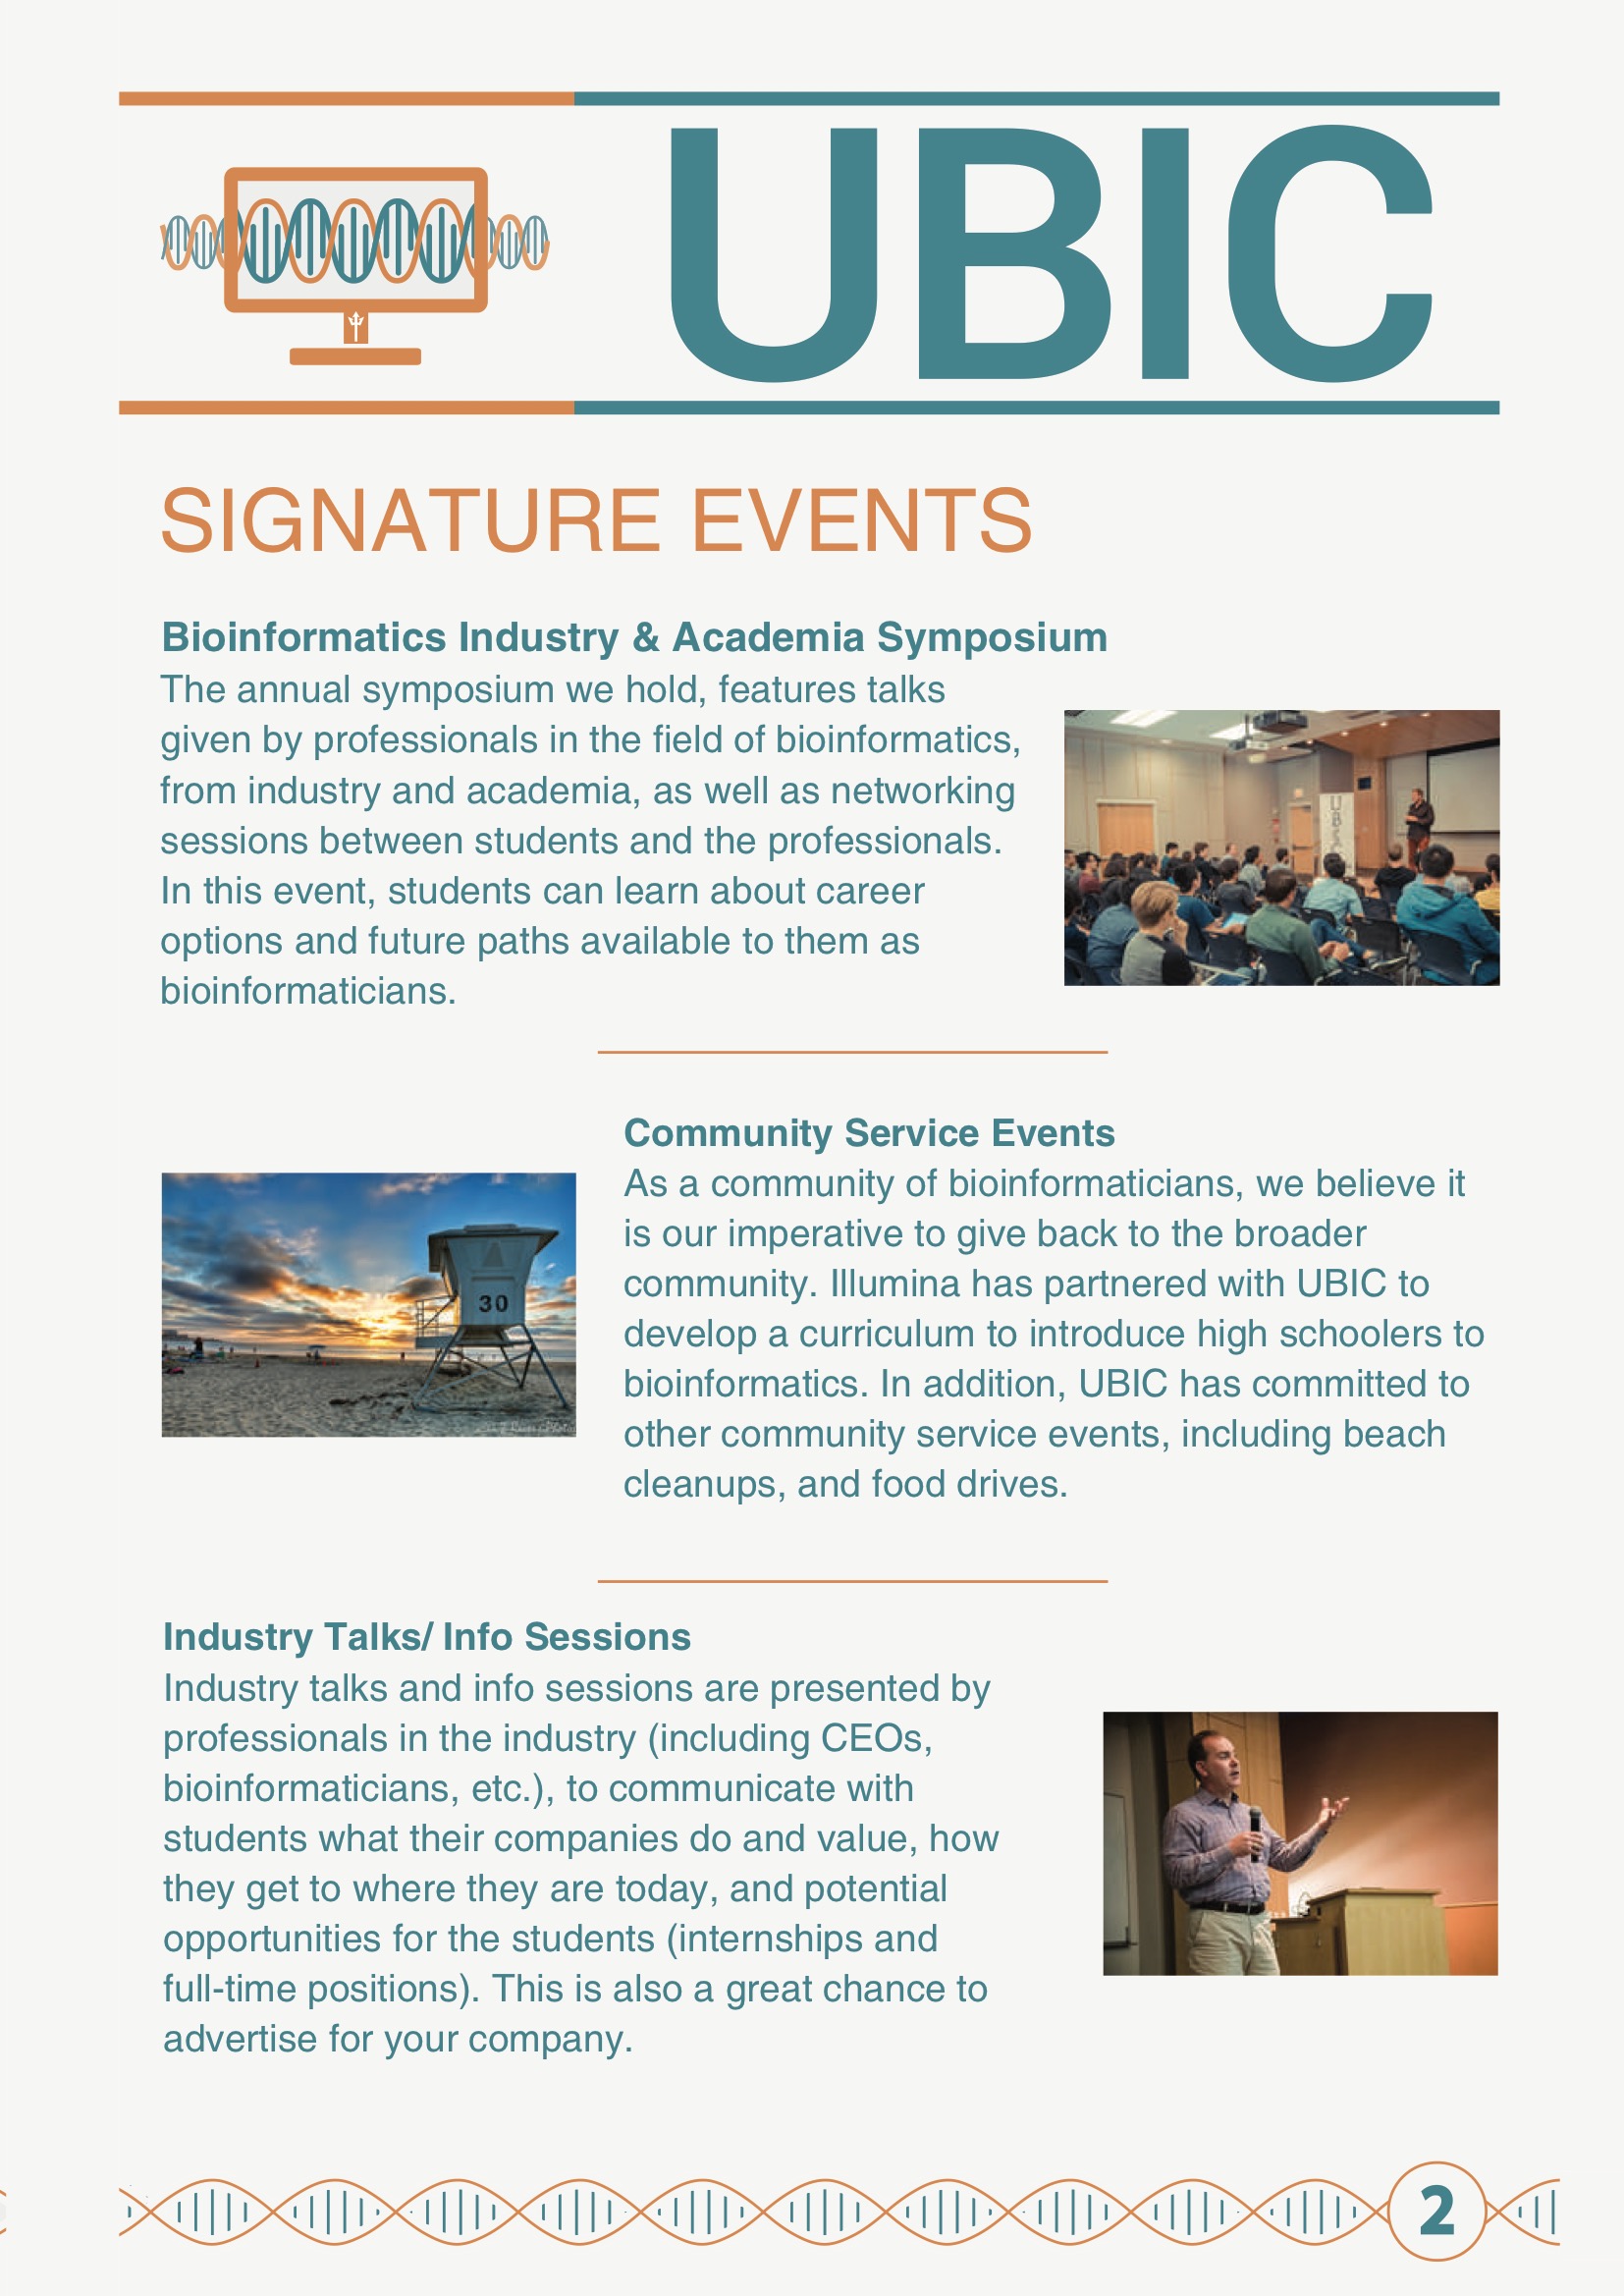 UBIC
SIGNATURE EVENTS
Bioinformatics Industry & Academia Symposium
The annual symposium we hold, features talks
given by professionals in the field of bioinformatics,
from industry and academia, as well as networking
sessions between students and the professionals.
In this event, students can learn about career
options and future paths available to them as
bioinformaticians.
Community Service Events
As a community of bioinformaticians, we believe it
is our imperative to give back to the broader
community. Illumina has partnered with UBIC to
develop a curriculum to introduce high schoolers to
bioinformatics. In addition, UBIC has committed to
other community service events, including beach
cleanups, and food drives.
30
Industry Talks/ Info Sessions
Industry talks and info sessions are presented by
professionals in the industry (including CEOs,
bioinformaticians, etc.), to communicate with
students what their companies do and value, how
they get to where they are today, and potential
opportunities for the students (internships and
full-time positions). This is also a great chance to
advertise for your company.
2